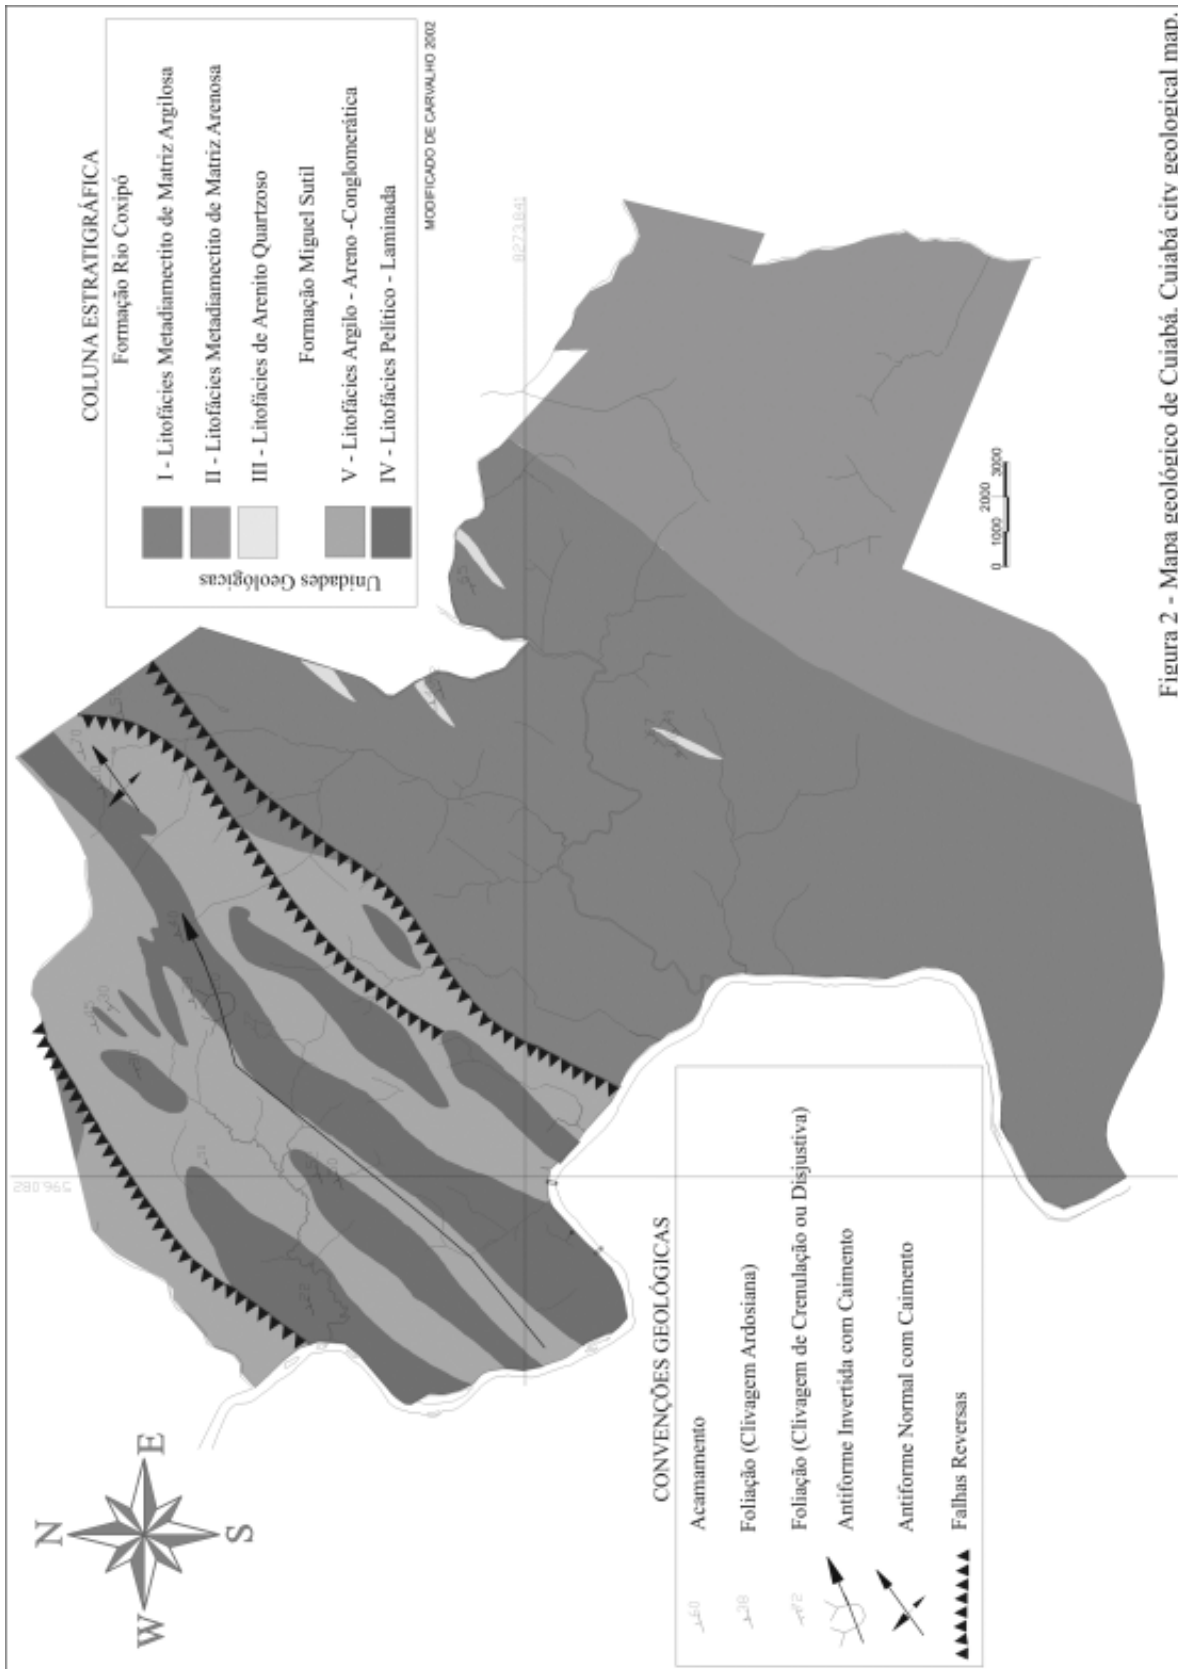 COLUNA ESTRATIGRÁFICA
Formação Rio Coxipó
I - Litofácies Metadiamectito de Matriz Argilosa
II - Litofácies Metadiamectito de Matriz Arenosa
III - Litofácies de Arenito Quartzoso
Formação Miguel Sutil
V - Litofácies Argilo - Areno -Conglomerática
IV - Litofácies Pelítico - Laminada
Unidades Geológicas
MODIFICADO DE CARVALHO 2002
8273.841
596.082
N
W
E
S
0 1000 2000 3000
CONVENÇÕES GEOLÓGICAS
60 Acamamento
38 Foliação (Clivagem Ardosiana)
72 Foliação (Clivagem de Crenulação ou Disjustiva)
Antiforme Invertida com Caimento
Antiforme Normal com Caimento
Falhas Reversas
Figura 2 - Mapa geológico de Cuiabá. Cuiabá city geological map.